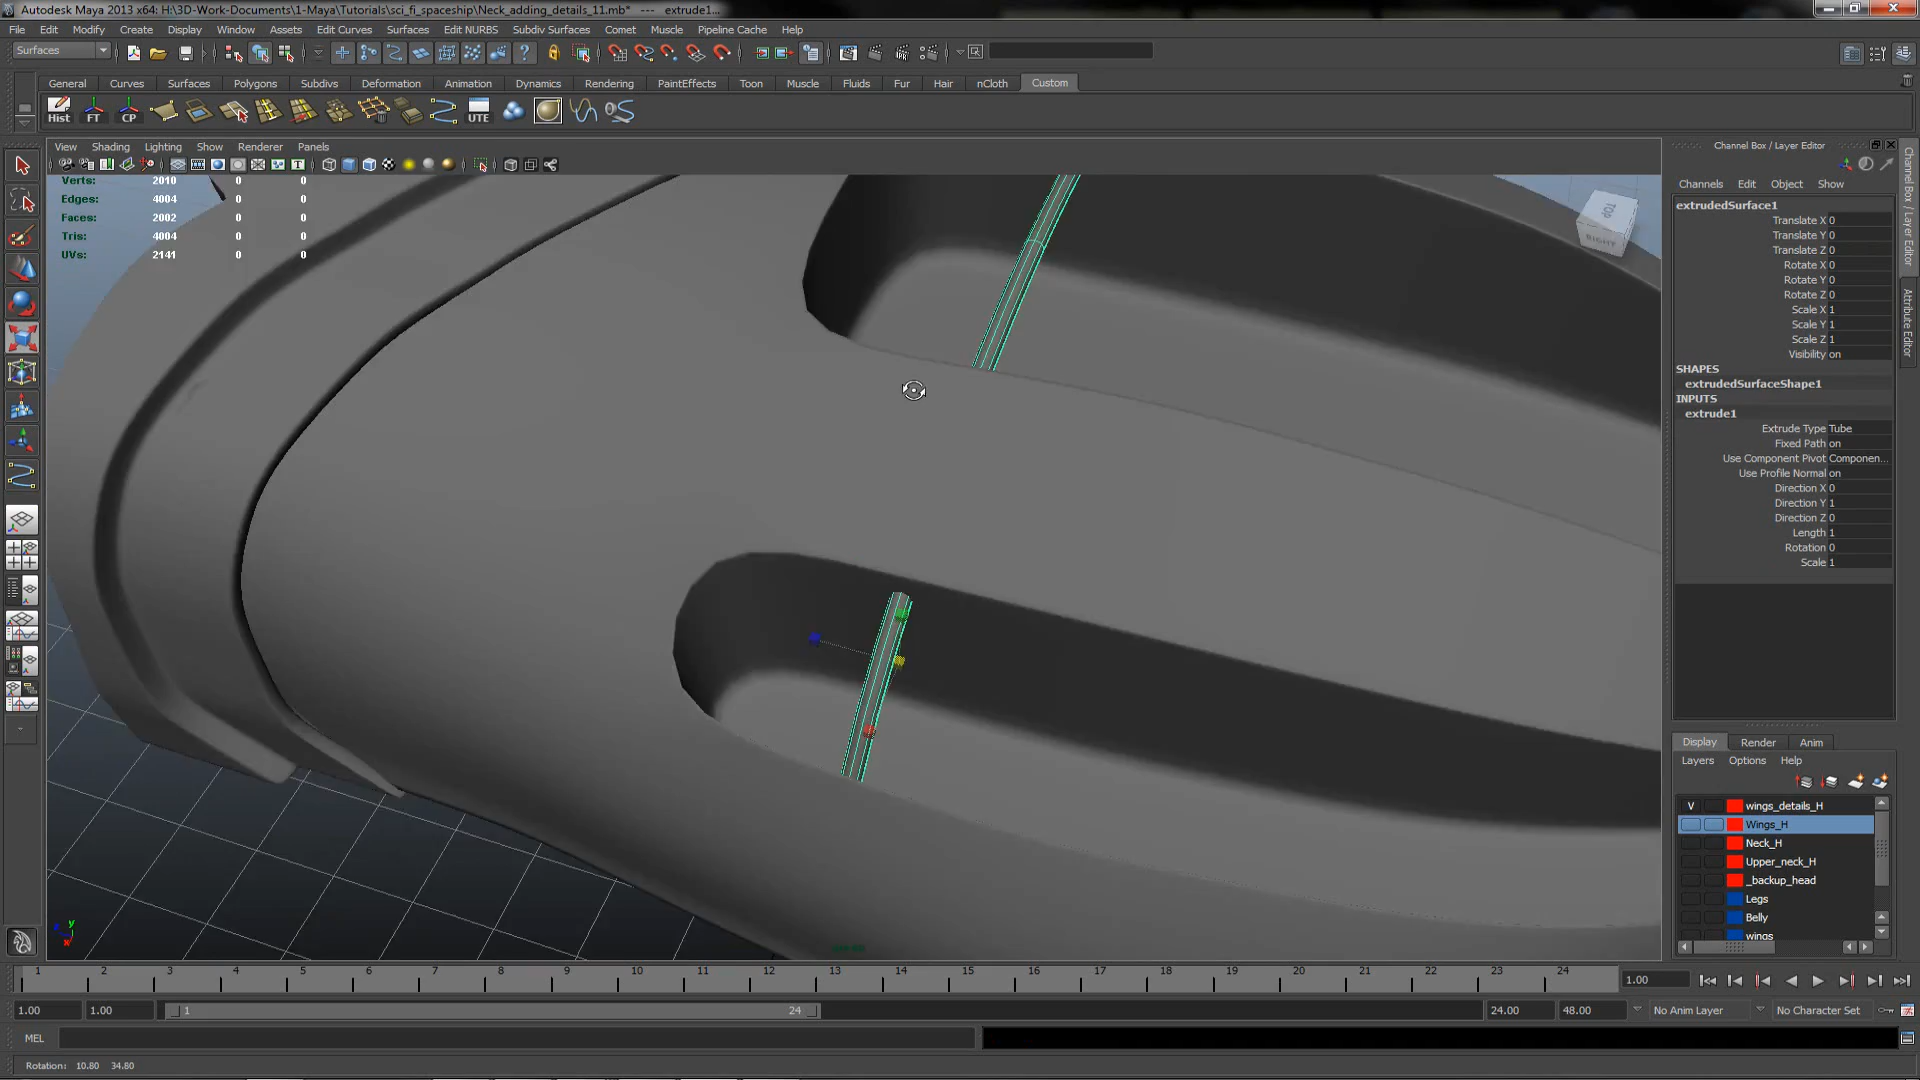 Autodesk Maya 2013 x64: H:\3D-Work-Documents\1-Maya\Tutorials\sci_fi_spaceship\Neck_adding_details_11.mb* --- extrude1...
File Edit Modify Create Display Window Assets Edit Curves Surfaces Edit NURBS Subdiv Surfaces Comet Muscle Pipeline Cache Help
Surfaces
General Curves Surfaces Polygons Subdivs Deformation Animation Dynamics Rendering PaintEffects Toon Muscle Fluids Fur Hair nCloth Custom
Hist FT CP UTE
View Shading Lighting Show Renderer Panels
Verts: 2010 0 0
Edges: 4004 0 0
Faces: 2002 0 0
Tris: 4004 0 0
UVs: 2141 0 0
TOP
RIGHT
Channel Box / Layer Editor
Channels Edit Object Show
extrudedSurface1
Translate X 0
Translate Y 0
Translate Z 0
Rotate X 0
Rotate Y 0
Rotate Z 0
Scale X 1
Scale Y 1
Scale Z 1
Visibility on
SHAPES
extrudedSurfaceShape1
INPUTS
extrude1
Extrude Type Tube
Fixed Path on
Use Component Pivot Componen...
Use Profile Normal on
Direction X 0
Direction Y 1
Direction Z 0
Length 1
Rotation 0
Scale 1
Channel Box / Layer Editor
Attribute Editor
Display Render Anim
Layers Options Help
V wings_details_H
Wings_H
Neck_H
Upper_neck_H
_backup_head
Legs
Belly
wings
y
x
1 2 3 4 5 6 7 8 9 10 11 12 13 14 15 16 17 18 19 20 21 22 23 24
1.00
1.00 1.00 1 24 24.00 48.00 No Anim Layer No Character Set
MEL
Rotation: 10.80 34.80